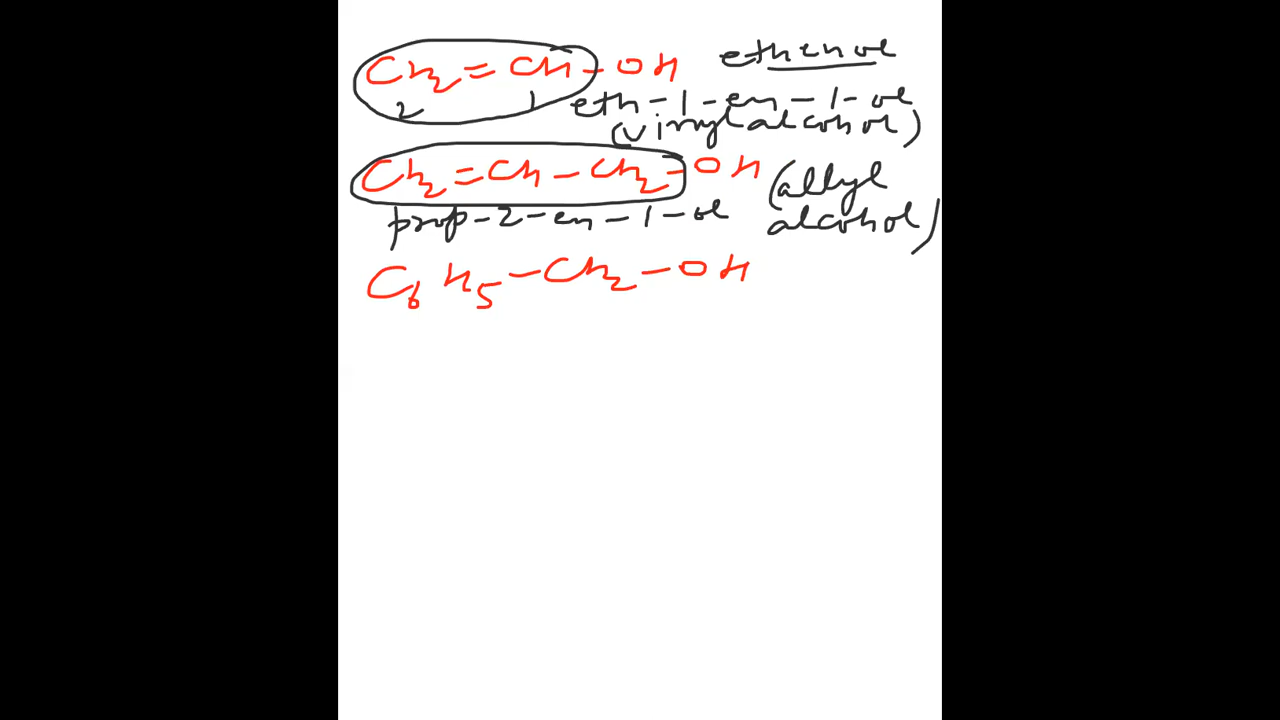 CH2=CH-OH ethenol
2 1 eth-1-en-1-ol
(vinyl alcohol)
CH2=CH-CH2-OH (allyl
prop-2-en-1-ol alcohol)
C6H5-CH2-OH